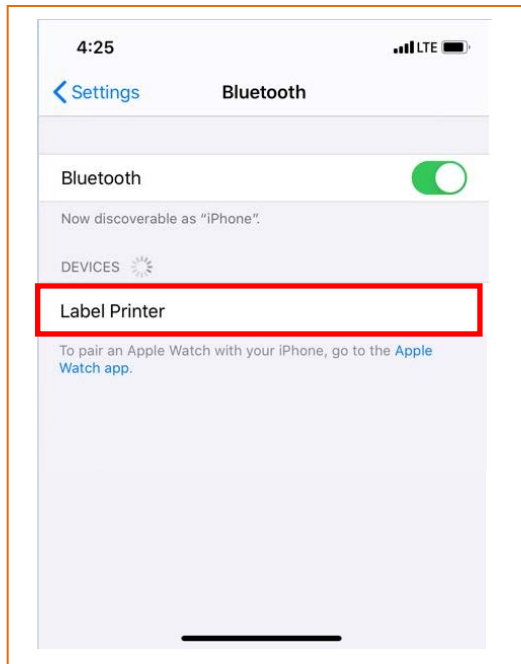 4:25 LTE
Settings Bluetooth
Bluetooth
Now discoverable as “iPhone”.
DEVICES
Label Printer
To pair an Apple Watch with your iPhone, go to the Apple
Watch app.